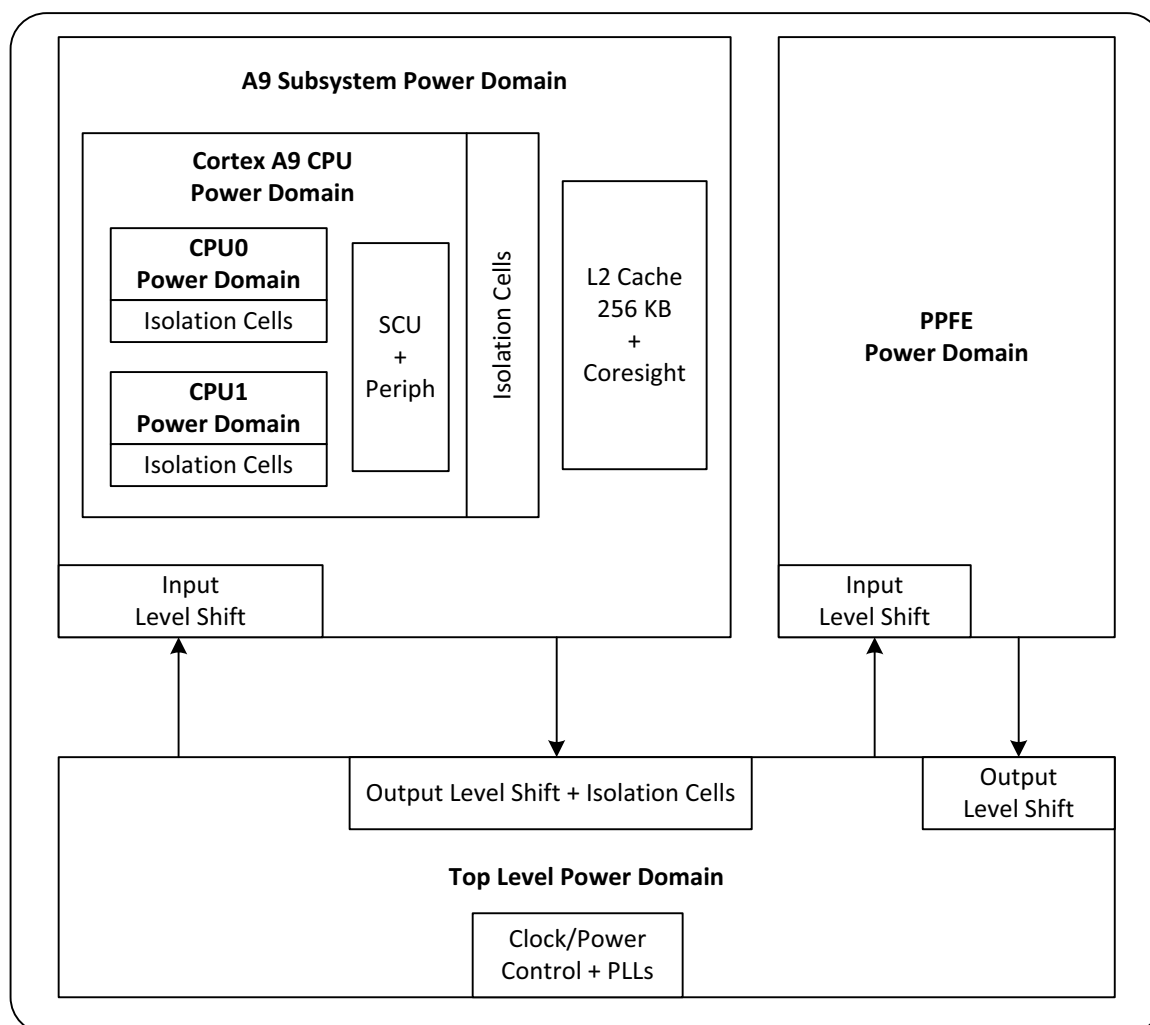 A9 Subsystem Power Domain
Cortex A9 CPU
Power Domain
CPU0
Power Domain
Isolation Cells
CPU1
Power Domain
Isolation Cells
SCU
+
Periph
Isolation Cells
L2 Cache
256 KB
+
Coresight
Input
Level Shift
PPFE
Power Domain
Input
Level Shift
Output Level Shift + Isolation Cells
Output
Level Shift
Top Level Power Domain
Clock/Power
Control + PLLs